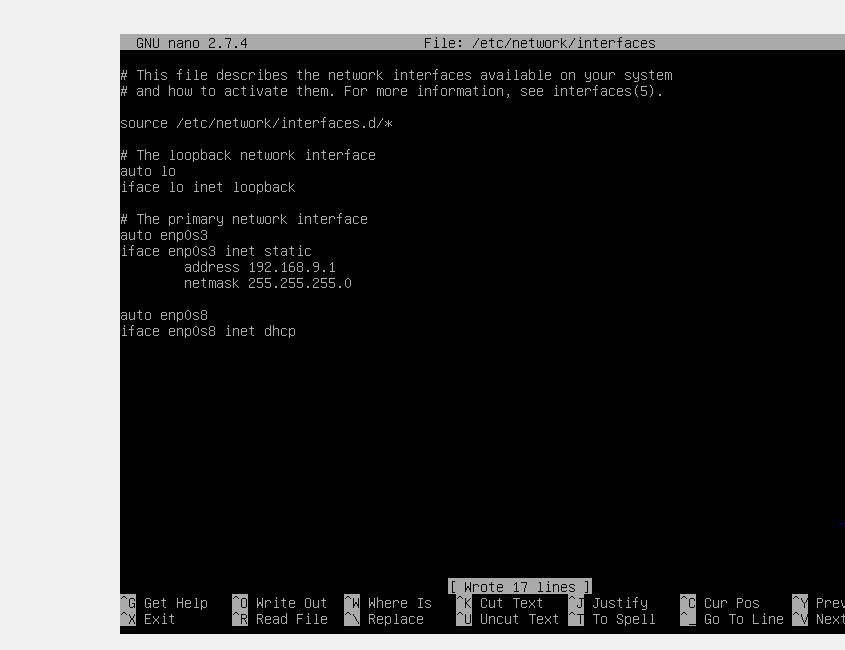 GNU nano 2.7.4 File: /etc/network/interfaces
# This file describes the network interfaces available on your system
# and how to activate them. For more information, see interfaces(5).
source /etc/network/interfaces.d/*
# The loopback network interface
auto lo
iface lo inet loopback
# The primary network interface
auto enp0s3
iface enp0s3 inet static
address 192.168.9.1
netmask 255.255.255.0
auto enp0s8
iface enp0s8 inet dhcp
[ Wrote 17 lines ]
^G Get Help ^O Write Out ^W Where Is ^K Cut Text ^J Justify ^C Cur Pos ^Y Prev
^X Exit ^R Read File ^\ Replace ^U Uncut Text ^T To Spell ^_ Go To Line ^V Next